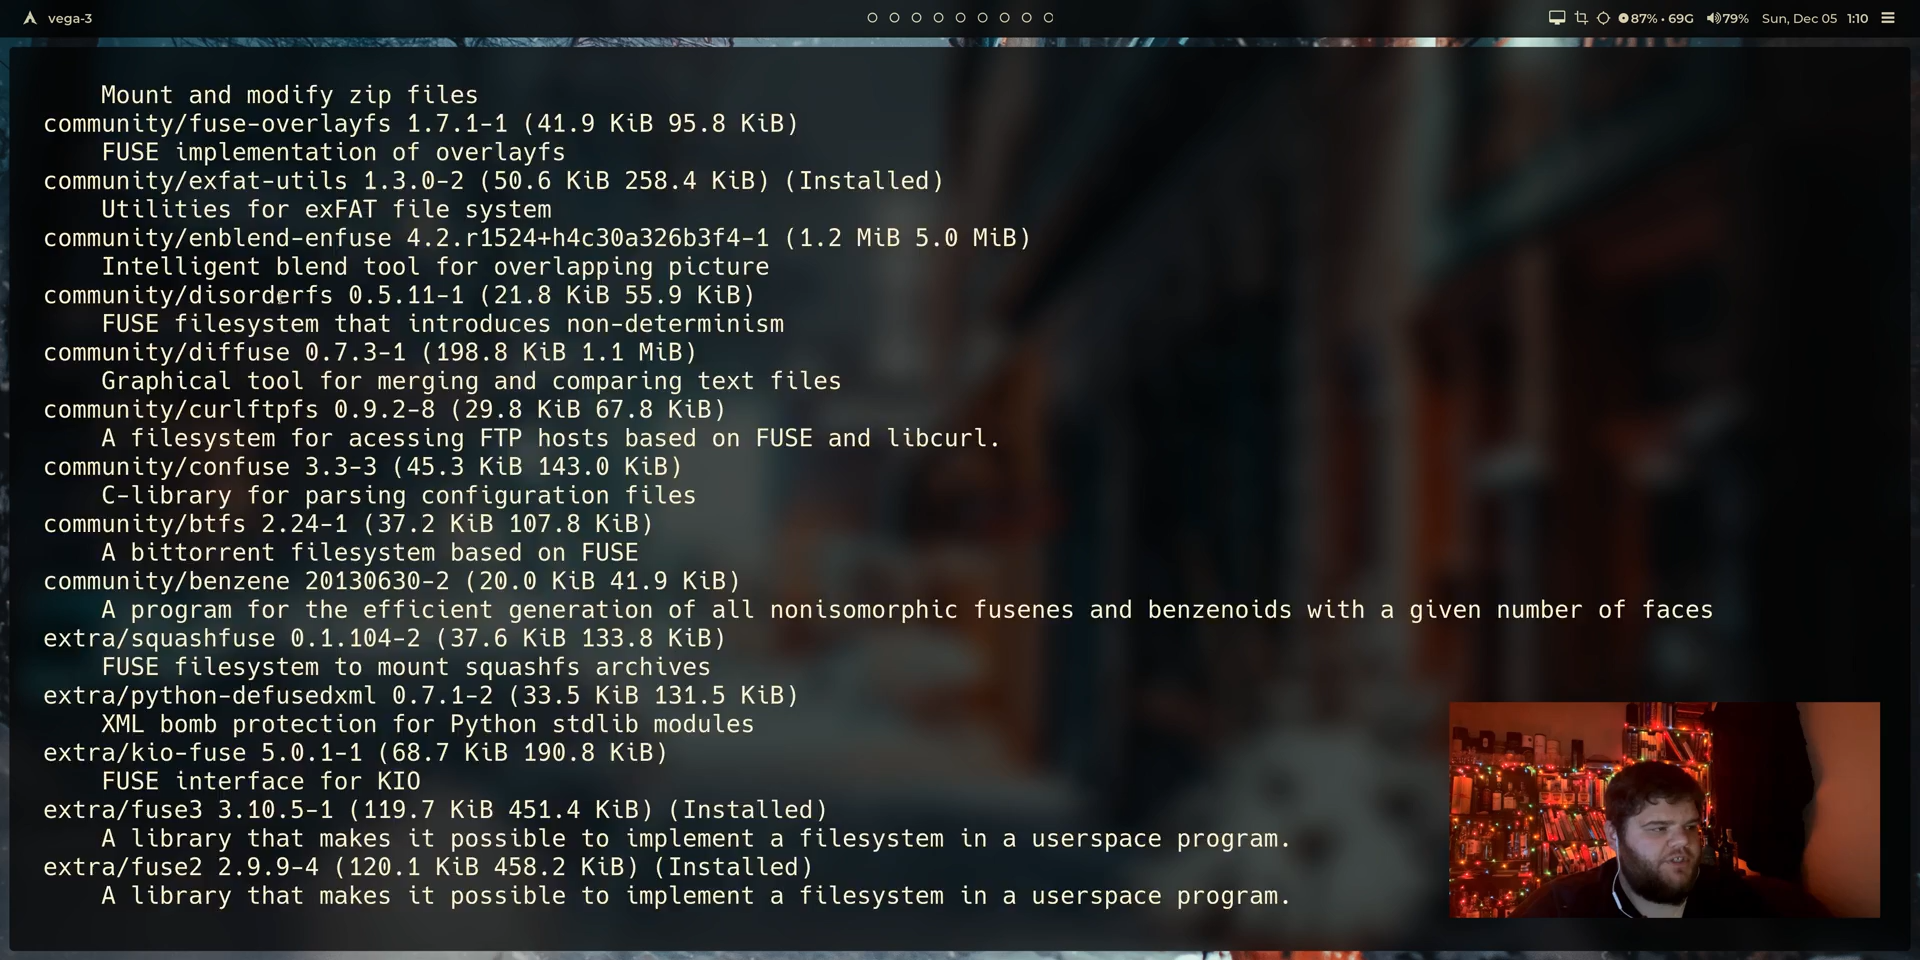 vega-3
87% • 69G
79%
Sun, Dec 05
1:10
Mount and modify zip files
community/fuse-overlayfs 1.7.1-1 (41.9 KiB 95.8 KiB)
FUSE implementation of overlayfs
community/exfat-utils 1.3.0-2 (50.6 KiB 258.4 KiB) (Installed)
Utilities for exFAT file system
community/enblend-enfuse 4.2.r1524+h4c30a326b3f4-1 (1.2 MiB 5.0 MiB)
Intelligent blend tool for overlapping picture
community/disorderfs 0.5.11-1 (21.8 KiB 55.9 KiB)
FUSE filesystem that introduces non-determinism
community/diffuse 0.7.3-1 (198.8 KiB 1.1 MiB)
Graphical tool for merging and comparing text files
community/curlftpfs 0.9.2-8 (29.8 KiB 67.8 KiB)
A filesystem for acessing FTP hosts based on FUSE and libcurl.
community/confuse 3.3-3 (45.3 KiB 143.0 KiB)
C-library for parsing configuration files
community/btfs 2.24-1 (37.2 KiB 107.8 KiB)
A bittorrent filesystem based on FUSE
community/benzene 20130630-2 (20.0 KiB 41.9 KiB)
A program for the efficient generation of all nonisomorphic fusenes and benzenoids with a given number of faces
extra/squashfuse 0.1.104-2 (37.6 KiB 133.8 KiB)
FUSE filesystem to mount squashfs archives
extra/python-defusedxml 0.7.1-2 (33.5 KiB 131.5 KiB)
XML bomb protection for Python stdlib modules
extra/kio-fuse 5.0.1-1 (68.7 KiB 190.8 KiB)
FUSE interface for KIO
extra/fuse3 3.10.5-1 (119.7 KiB 451.4 KiB) (Installed)
A library that makes it possible to implement a filesystem in a userspace program.
extra/fuse2 2.9.9-4 (120.1 KiB 458.2 KiB) (Installed)
A library that makes it possible to implement a filesystem in a userspace program.